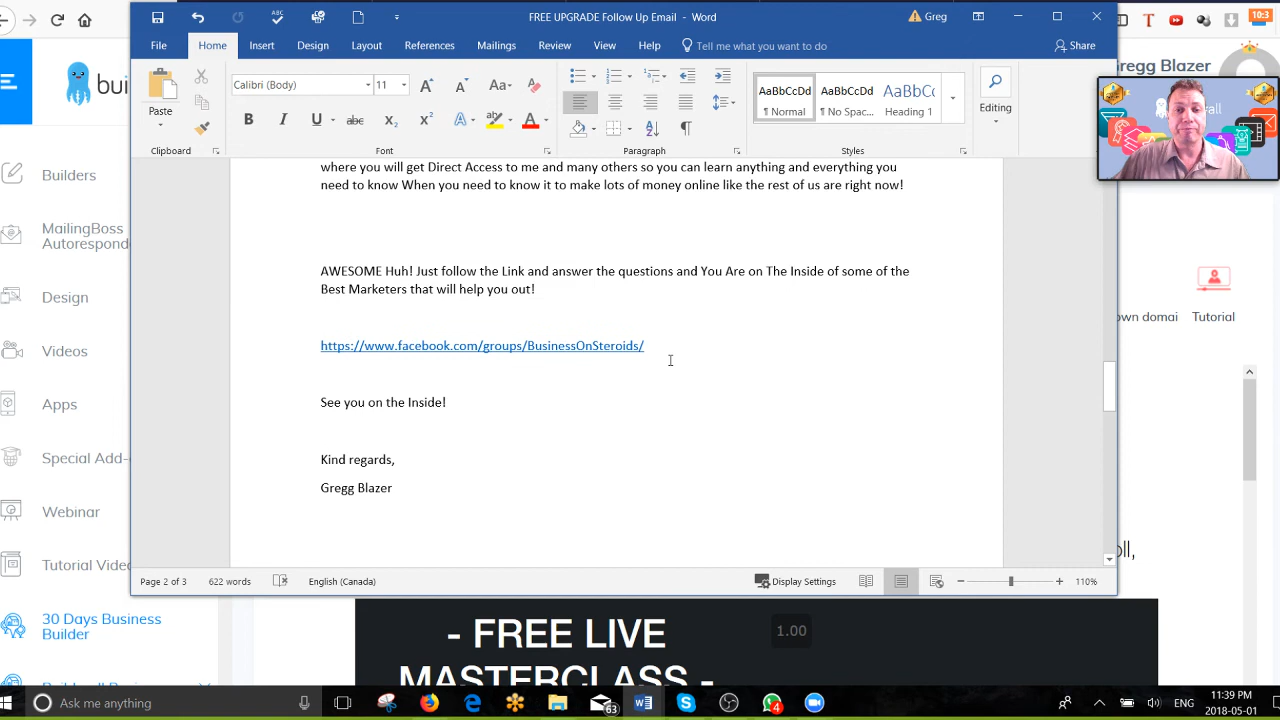 FREE UPGRADE Follow Up Email - Word
Greg
10:3
File Home Insert Design Layout References Mailings Review View Help Tell me what you want to do Share
Gregg Blazer
Calibri (Body) 11
Paste
AaBbCcDd AaBbCcDd AaBbCc
¶ Normal ¶ No Spac... Heading 1
Editing
Clipboard Font Paragraph Styles
Builders
MailingBoss
Autoresponde
Design
Videos
Apps
Special Add-
Webinar
Tutorial Video
30 Days Business
Builder
where you will get Direct Access to me and many others so you can learn anything and everything you
need to know When you need to know it to make lots of money online like the rest of us are right now!
AWESOME Huh! Just follow the Link and answer the questions and You Are on The Inside of some of the
Best Marketers that will help you out!
https://www.facebook.com/groups/BusinessOnSteroids/
See you on the Inside!
Kind regards,
Gregg Blazer
own domai Tutorial
oll,
Page 2 of 3 622 words English (Canada) Display Settings 110%
- FREE LIVE
MASTERCLASS -
1.00
Ask me anything
63
4
ENG
11:39 PM
2018-05-01